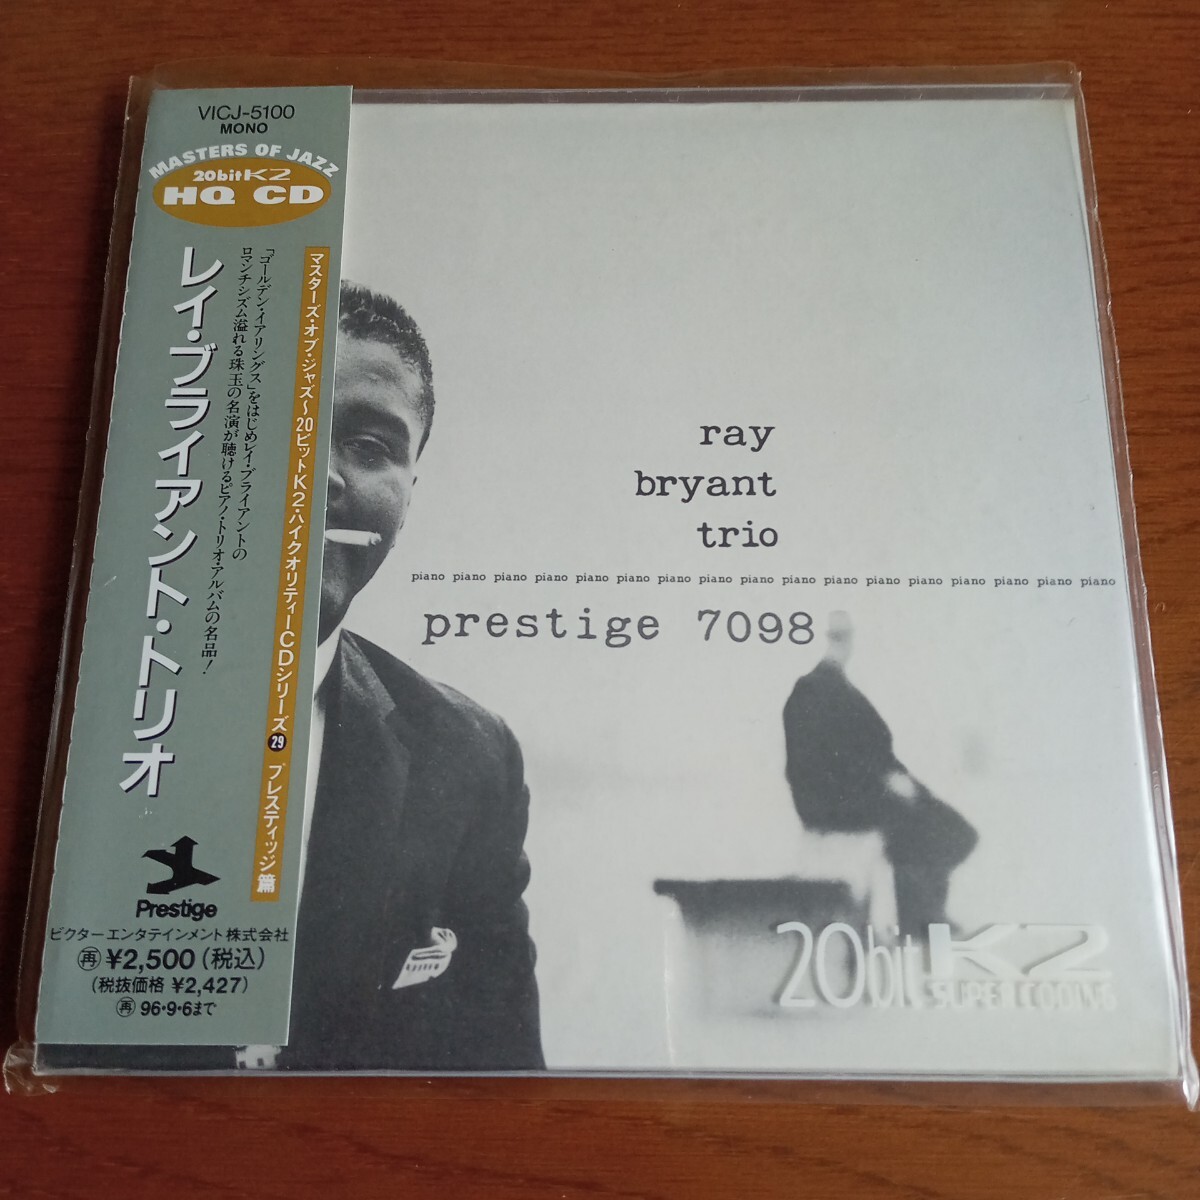 VICJ-5100
MONO
MASTERS OF JAZZ
20bit K2
HQ CD
マスターズ・オブ・ジャズ〜20ビットK2・ハイクオリティーCDシリーズ㉙ プレスティッジ篇
「ゴールデン・イアリングス」をはじめレイ・ブライアントの
ロマンチシズム溢れる珠玉の名演が聴けるピアノ・トリオ・アルバムの名品!
レイ・ブライアント・トリオ
Prestige
ビクターエンタテインメント株式会社
再 ¥2,500(税込)
(税抜価格 ¥2,427)
再 96・9・6まで
ray
bryant
trio
piano piano piano piano piano piano piano piano piano piano piano piano piano piano piano piano piano
prestige 7098
20bit K2
SUPER CODING